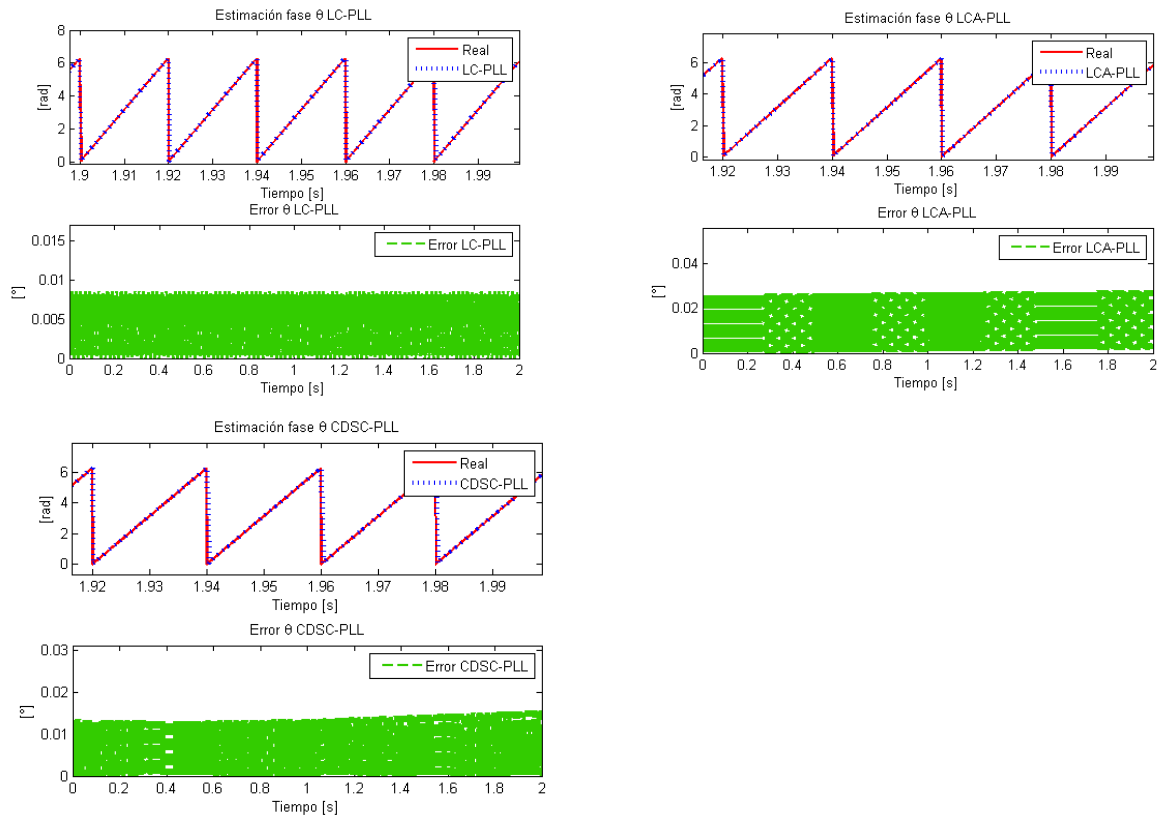 Estimación fase θ LC-PLL
8
6
4
2
0
[rad]
Real
LC-PLL
1.9 1.91 1.92 1.93 1.94 1.95 1.96 1.97 1.98 1.99
Tiempo [s]
Error θ LC-PLL
0.015
0.01
0.005
0
[°]
Error LC-PLL
0 0.2 0.4 0.6 0.8 1 1.2 1.4 1.6 1.8 2
Tiempo [s]
Estimación fase θ LCA-PLL
6
4
2
0
[rad]
Real
LCA-PLL
1.92 1.93 1.94 1.95 1.96 1.97 1.98 1.99
Tiempo [s]
Error θ LCA-PLL
0.04
0.02
0
[°]
Error LCA-PLL
0 0.2 0.4 0.6 0.8 1 1.2 1.4 1.6 1.8 2
Tiempo [s]
Estimación fase θ CDSC-PLL
6
4
2
0
[rad]
Real
CDSC-PLL
1.92 1.93 1.94 1.95 1.96 1.97 1.98 1.99
Tiempo [s]
Error θ CDSC-PLL
0.03
0.02
0.01
0
[°]
Error CDSC-PLL
0 0.2 0.4 0.6 0.8 1 1.2 1.4 1.6 1.8 2
Tiempo [s]